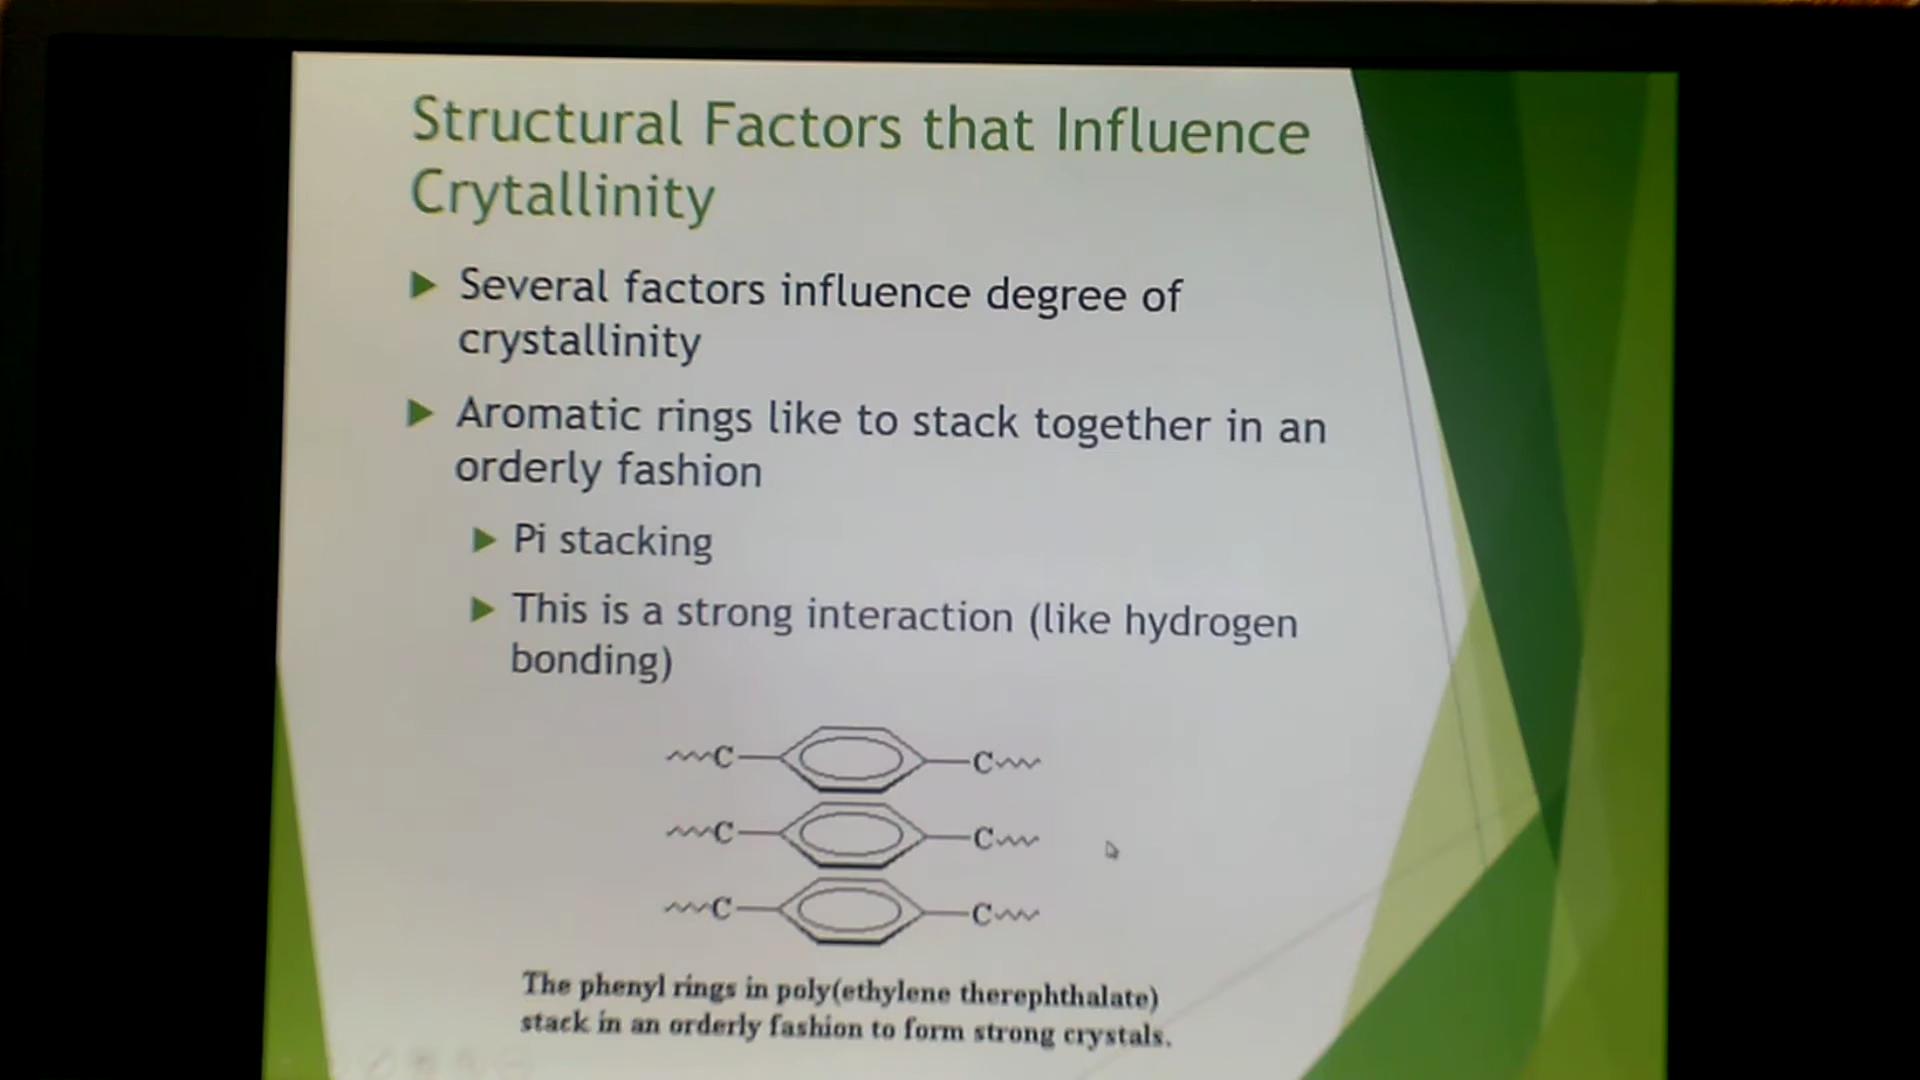 Structural Factors that Influence
Crytallinity
Several factors influence degree of
crystallinity
Aromatic rings like to stack together in an
orderly fashion
Pi stacking
This is a strong interaction (like hydrogen
bonding)
C C
C C
C C
The phenyl rings in poly(ethylene therephthalate)
stack in an orderly fashion to form strong crystals.